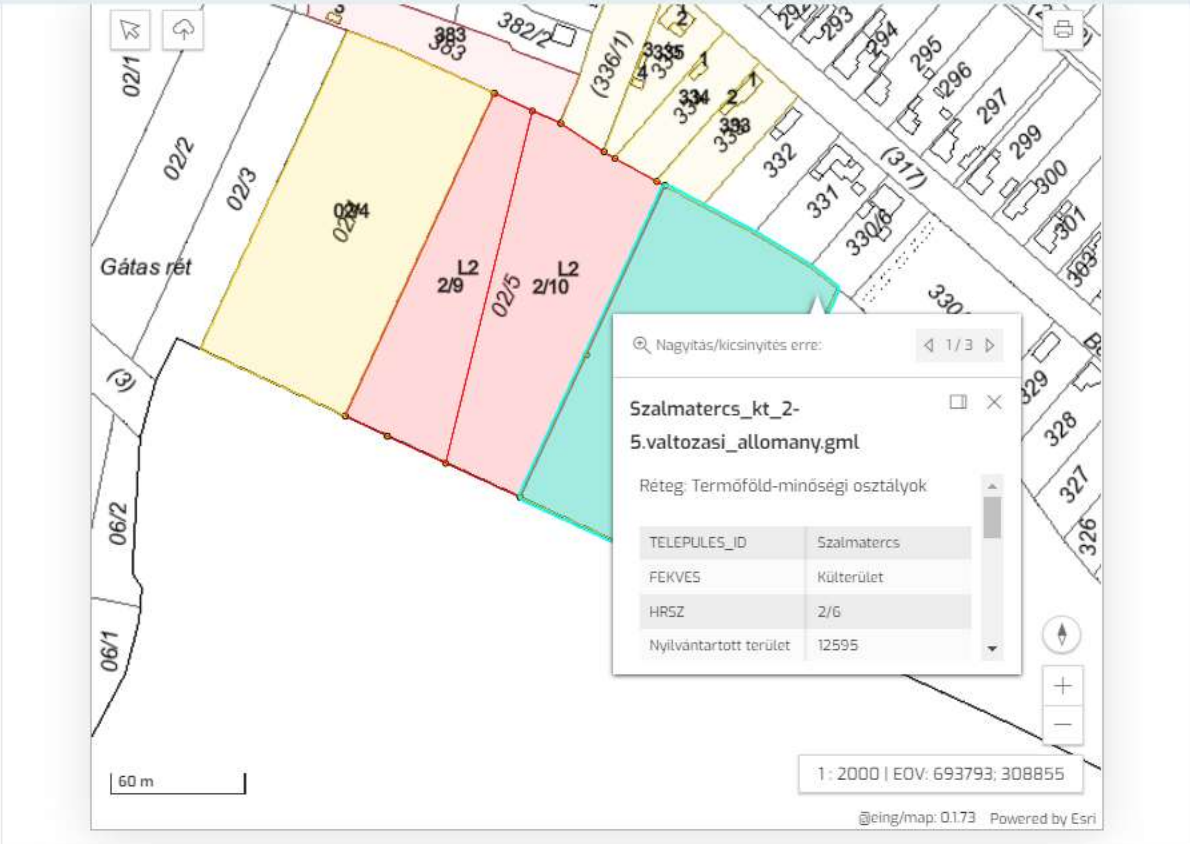 3
383
383
382/2
(336/1)
2
1
335
4
1
334
2
1
333
292
293
294
295
296
297
299
300
301
303
(317)
332
331
330/6
02/1
02/2
02/3
02/4
Gátas rét
L2
2/9
02/5
L2
2/10
329
328
327
326
(3)
06/2
06/1
Nagyítás/kicsinyítés erre:
1 / 3
Szalmatercs_kt_2-
5.valtozasi_allomany.gml
Réteg: Termőföld-minőségi osztályok
TELEPULES_ID Szalmatercs
FEKVES Külterület
HRSZ 2/6
Nyilvántartott terület 12595
60 m
1 : 2000 | EOV: 693793; 308855
@eing/map: 0.1.73 Powered by Esri